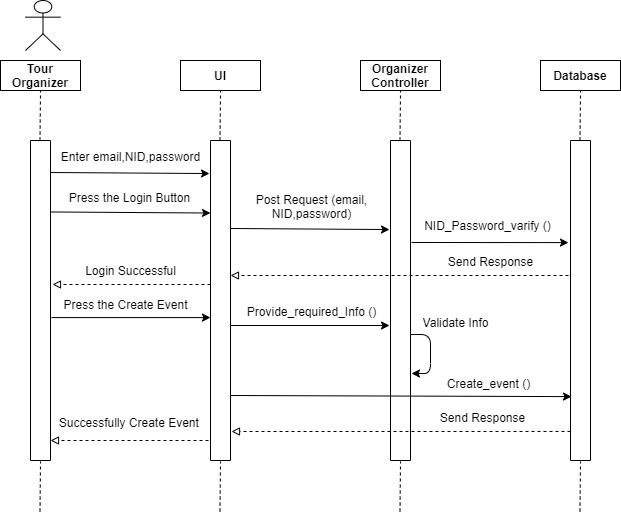 Tour
Organizer
UI
Organizer
Controller
Database
Enter email,NID,password
Press the Login Button
Post Request (email,
NID,password)
NID_Password_varify ()
Send Response
Login Successful
Press the Create Event
Provide_required_Info ()
Validate Info
Create_event ()
Send Response
Successfully Create Event